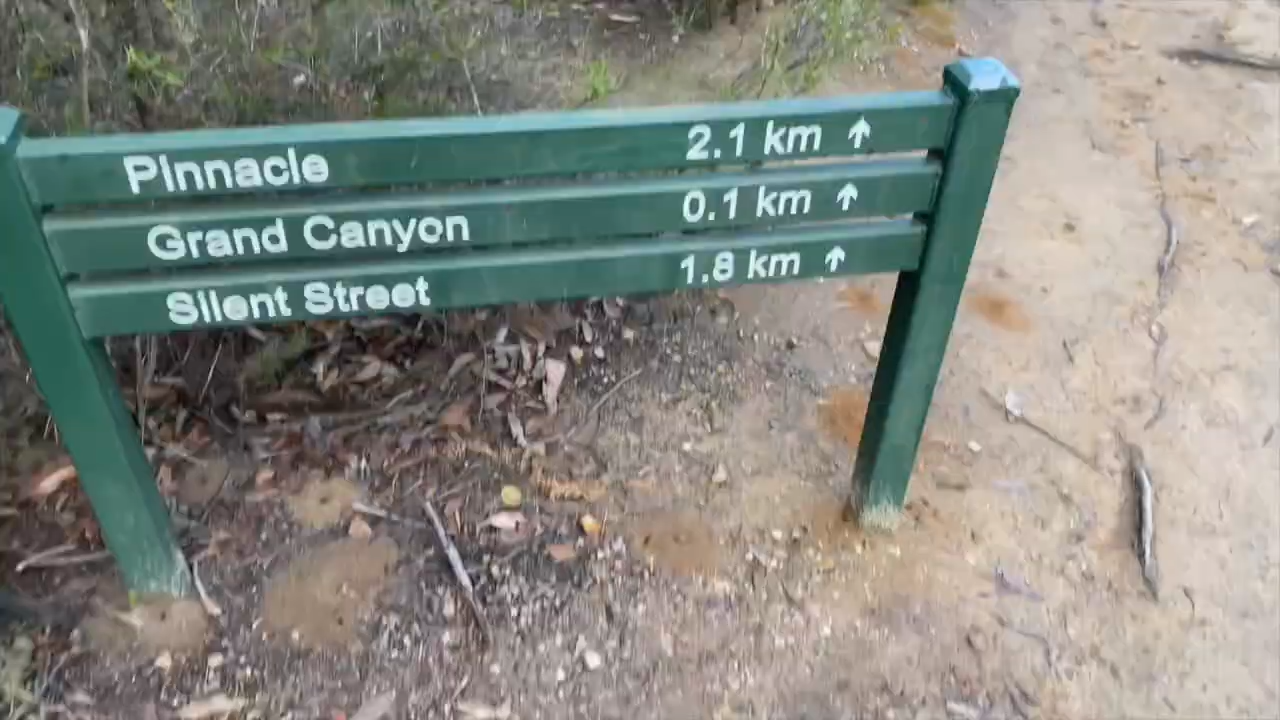 Pinnacle 2.1 km ↑
Grand Canyon 0.1 km ↑
Silent Street 1.8 km ↑